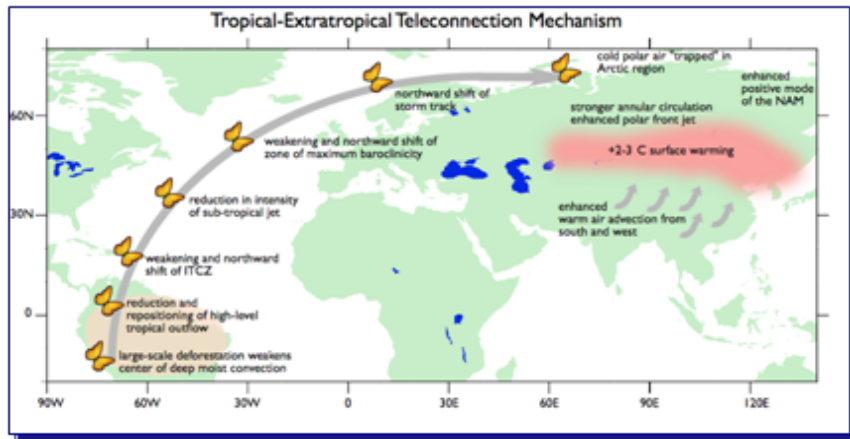 Tropical-Extratropical Teleconnection Mechanism
cold polar air "trapped" in
Arctic region
enhanced
positive mode
of the NAM
northward shift of
storm track
stronger annular circulation
enhanced polar front jet
weakening and northward shift of
zone of maximum baroclinicity
+2-3 C surface warming
reduction in intensity
of sub-tropical jet
enhanced
warm air advection from
south and west
weakening and northward
shift of ITCZ
reduction and
repositioning of high-level
tropical outflow
large-scale deforestation weakens
center of deep moist convection
60N
30N
0
90W
60W
30W
0
30E
60E
90E
120E